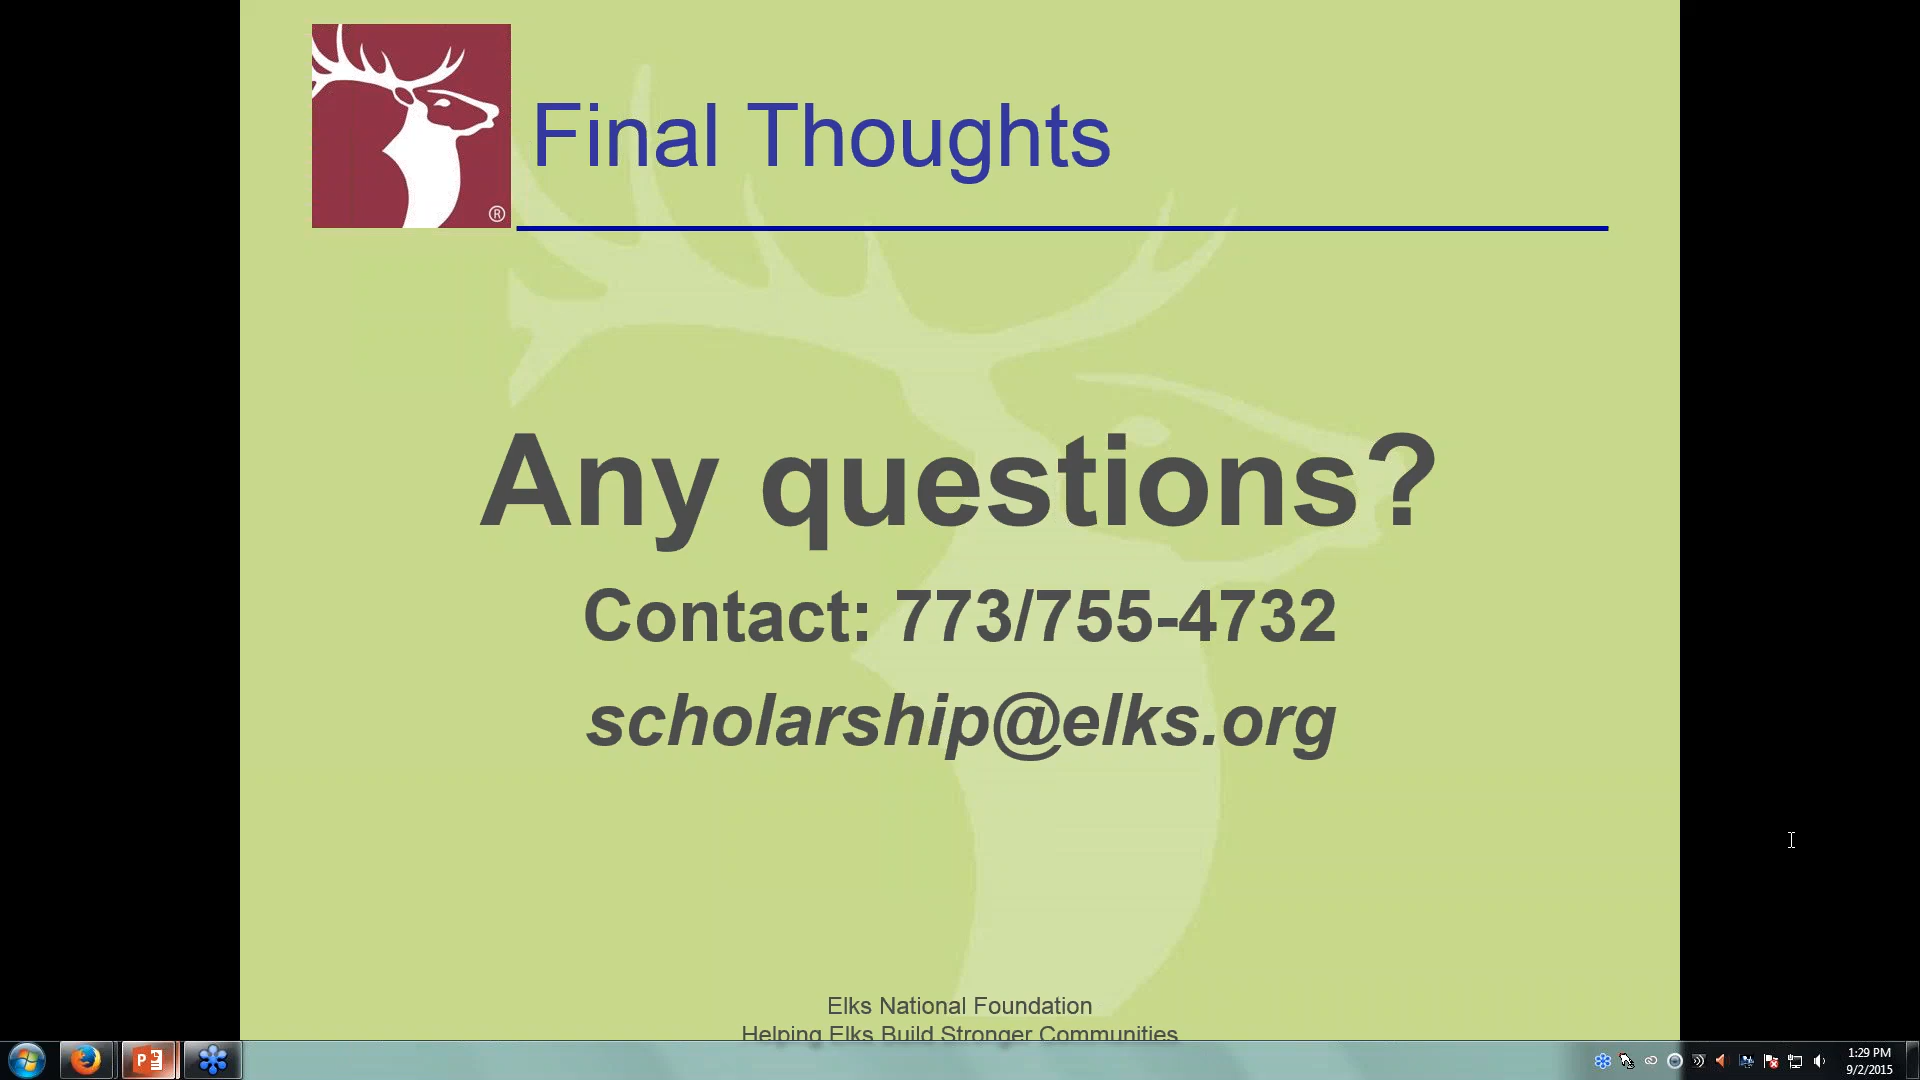 ®
Final Thoughts
Any questions?
Contact: 773/755-4732
scholarship@elks.org
Elks National Foundation
Helping Elks Build Stronger Communities
1:29 PM
9/2/2015